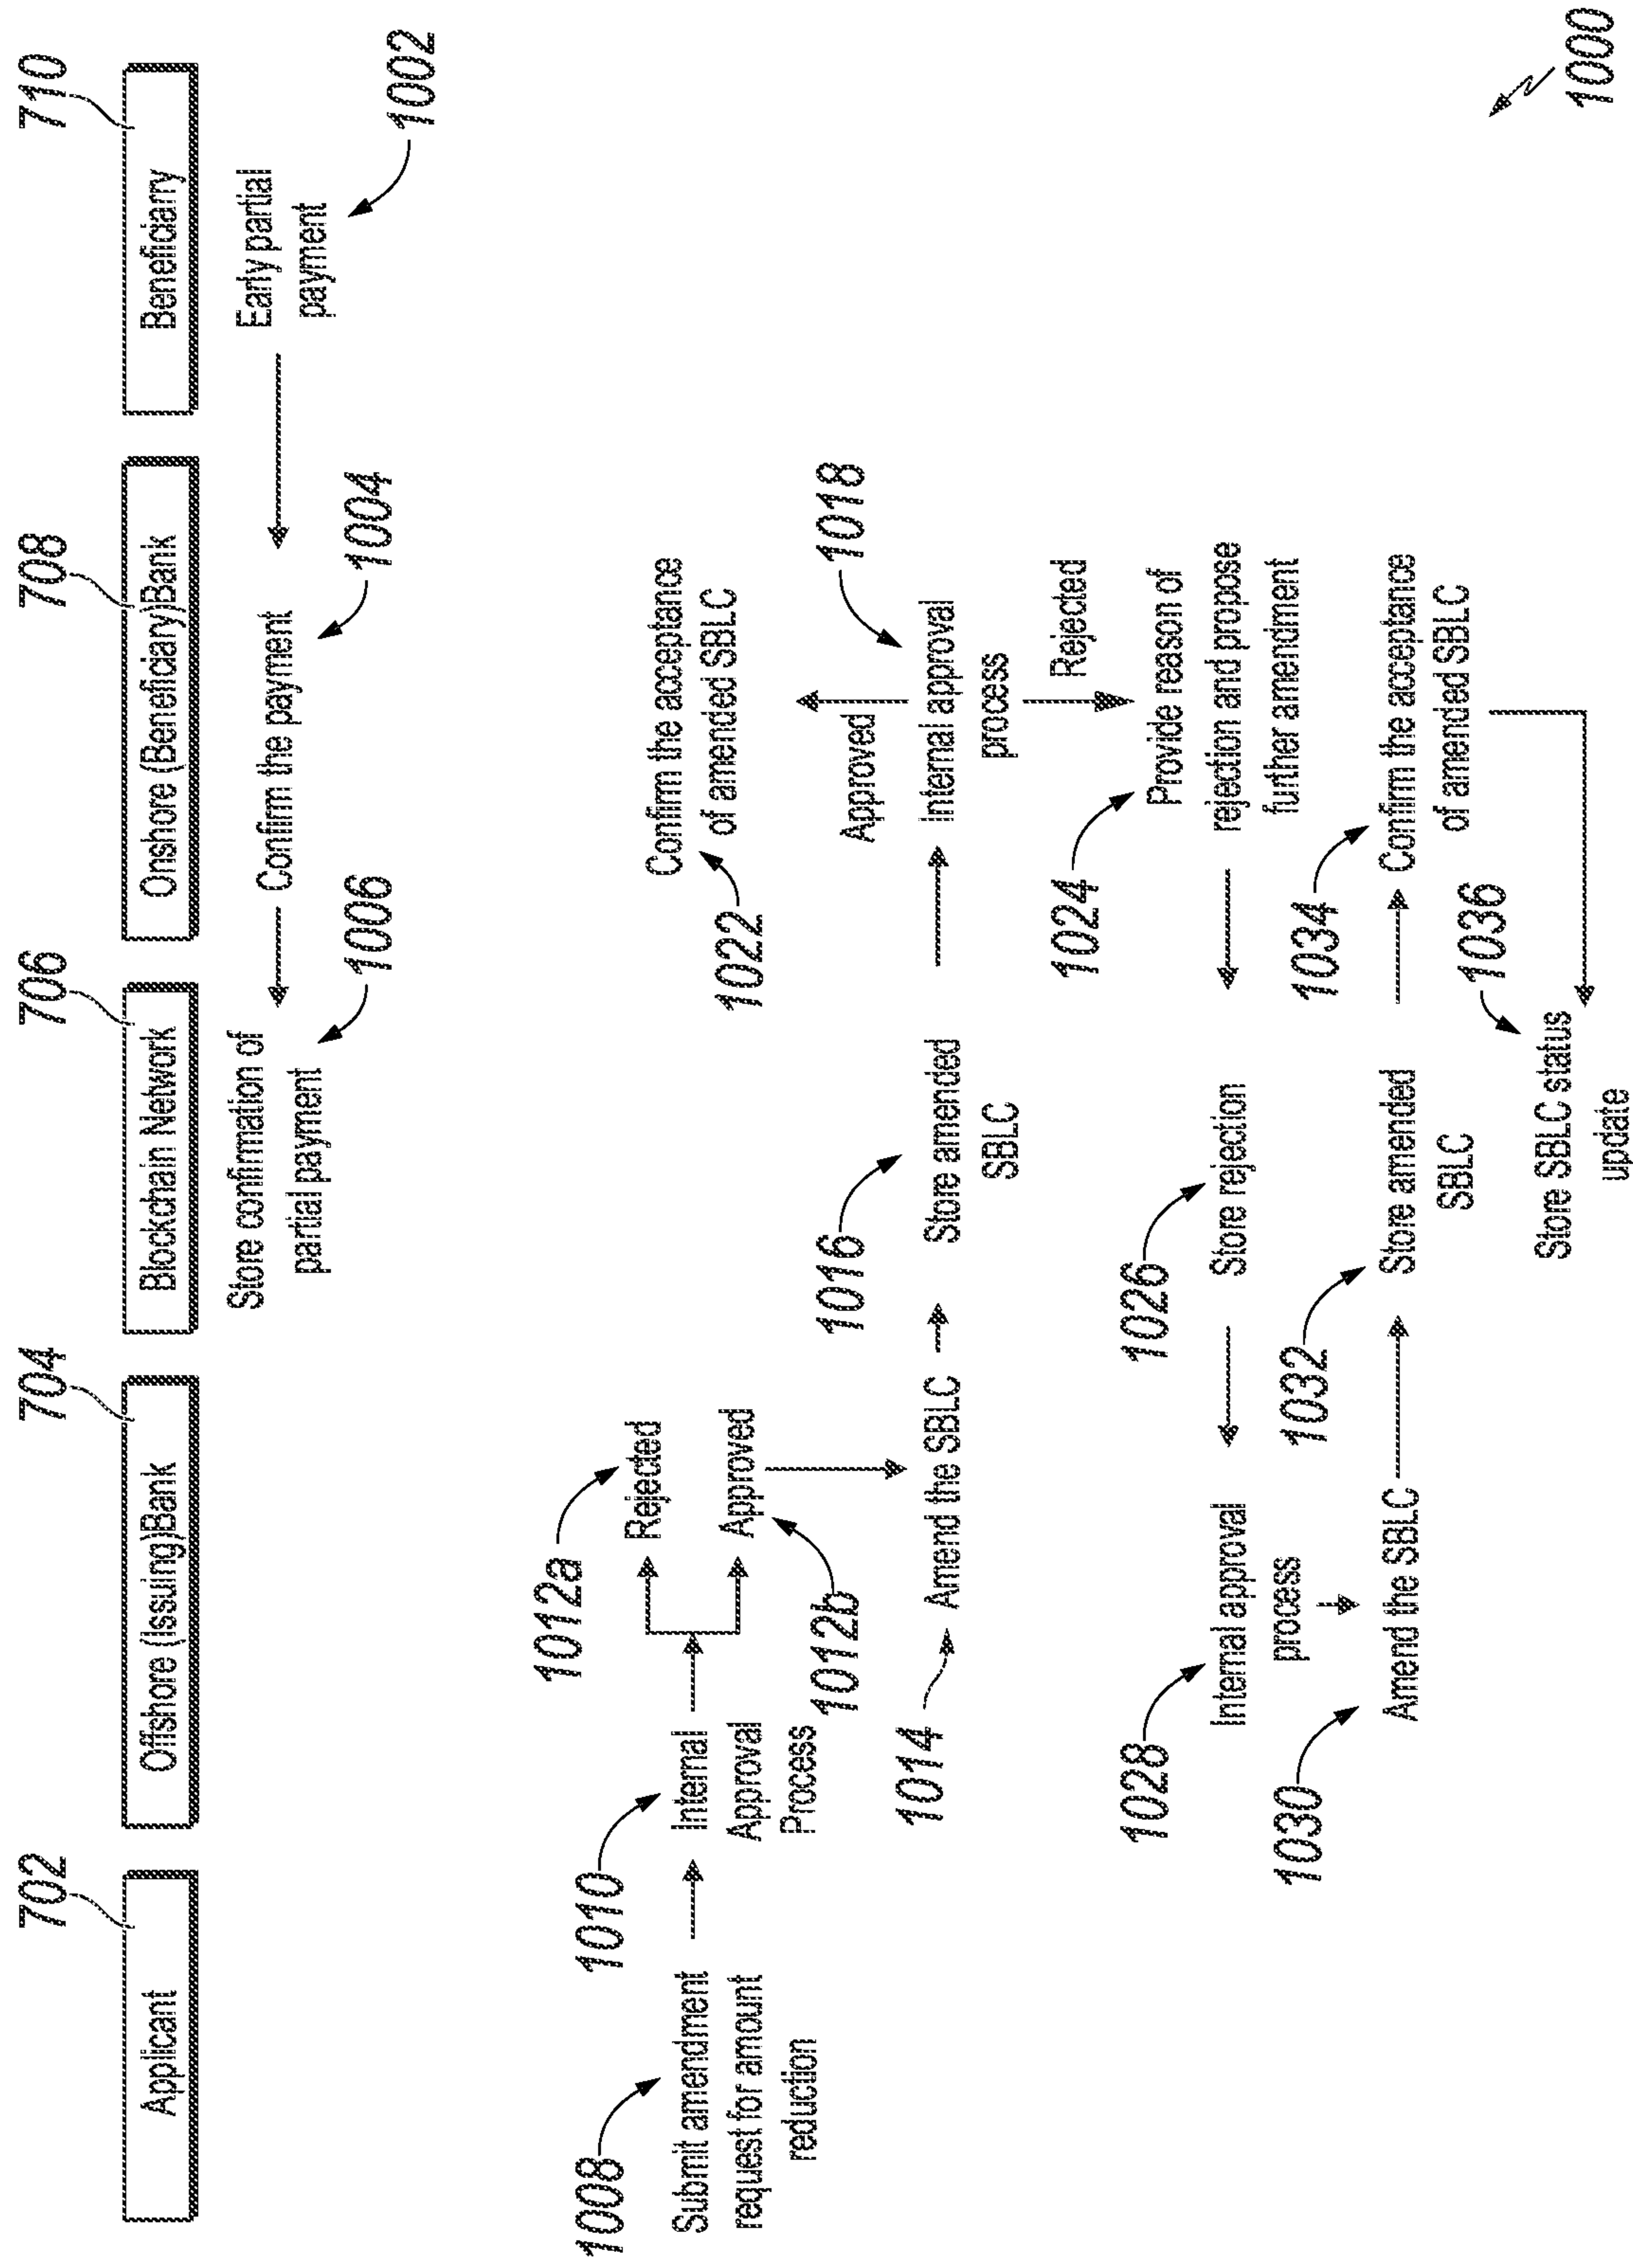 702
704
706
708
710
Applicant
Offshore (Issuing)Bank
Blockchain Network
Onshore (Beneficiary)Bank
Beneficiary
Store confirmation of
partial payment
1006
Confirm the payment
1004
Early partial
payment
1002
1008
Submit amendment
request for amount
reduction
1010
Internal
Approval
Process
1012a
Rejected
Approved
1012b
Confirm the acceptance
of amended SBLC
1022
Approved
1018
1014
Amend the SBLC
1016
Store amended
SBLC
Internal approval
process
Rejected
1024
Provide reason of
rejection and propose
further amendment
1026
Store rejection
1028
Internal approval
process
1030
Amend the SBLC
1032
Store amended
SBLC
1034
Confirm the acceptance
of amended SBLC
1036
Store SBLC status
update
1000